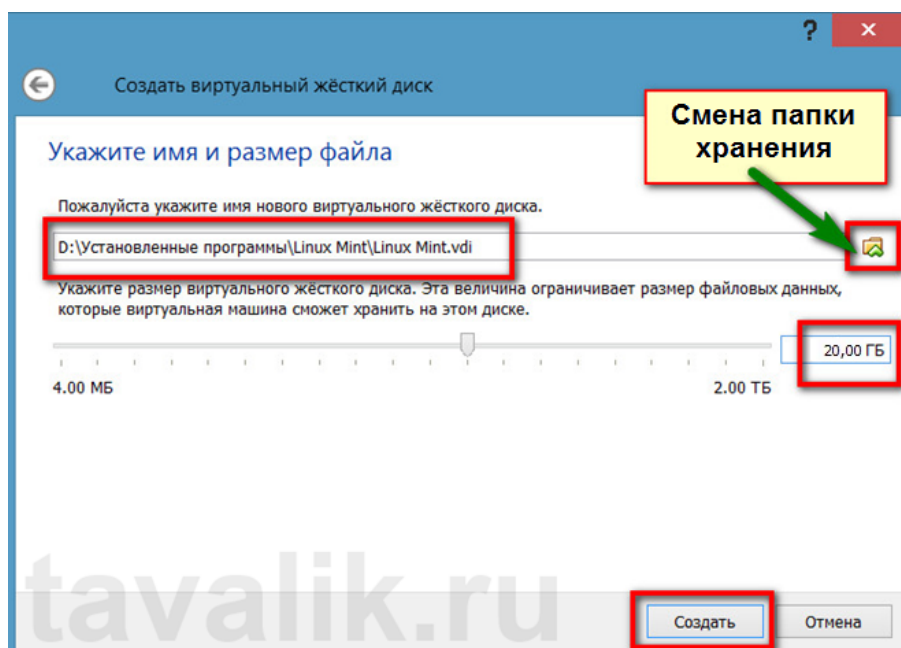 ?
Создать виртуальный жёсткий диск
Смена папки
хранения
Укажите имя и размер файла
Пожалуйста укажите имя нового виртуального жёсткого диска.
D:\Установленные программы\Linux Mint\Linux Mint.vdi
Укажите размер виртуального жёсткого диска. Эта величина ограничивает размер файловых данных,
которые виртуальная машина сможет хранить на этом диске.
20,00 ГБ
4.00 МБ 2.00 ТБ
tavalik.ru
Создать Отмена